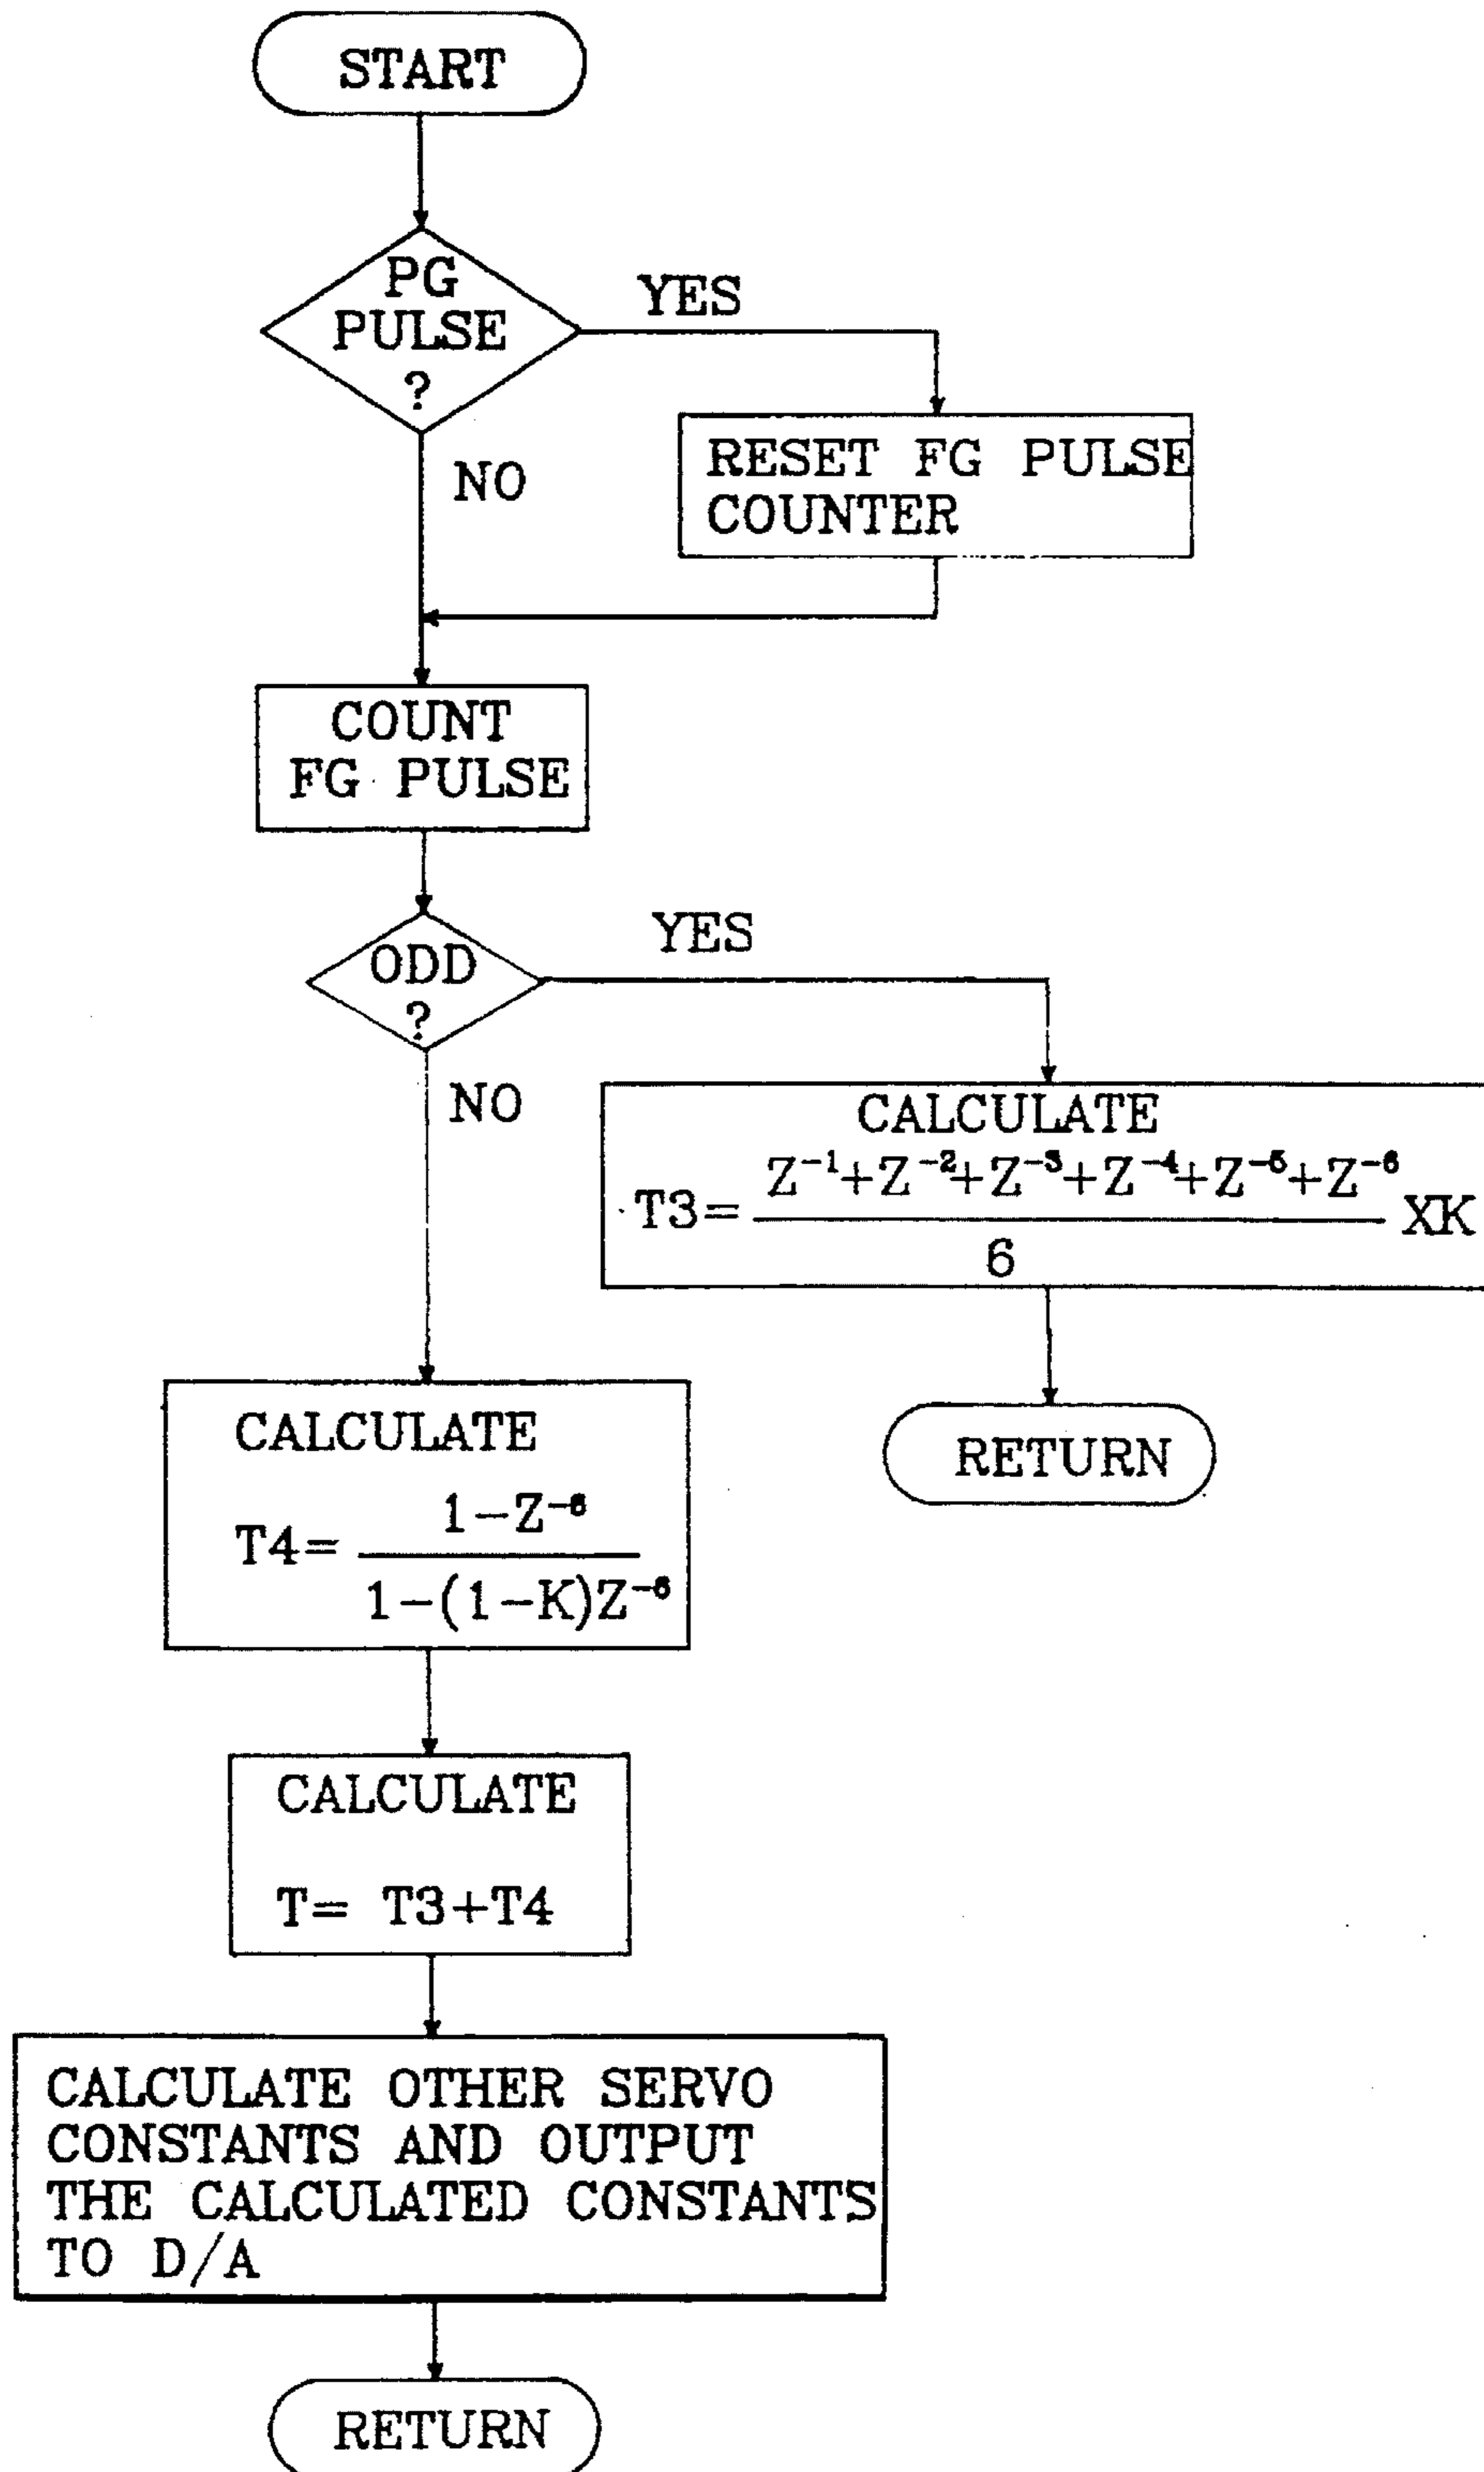 START
PG
PULSE
?
YES
RESET FG PULSE
COUNTER
NO
COUNT
FG PULSE
ODD
?
YES
NO
CALCULATE
T3= (Z⁻¹+Z⁻²+Z⁻³+Z⁻⁴+Z⁻⁵+Z⁻⁶)/6 XK
RETURN
CALCULATE
T4= (1-Z⁻⁶)/(1-(1-K)Z⁻⁶)
CALCULATE
T= T3+T4
CALCULATE OTHER SERVO
CONSTANTS AND OUTPUT
THE CALCULATED CONSTANTS
TO D/A
RETURN